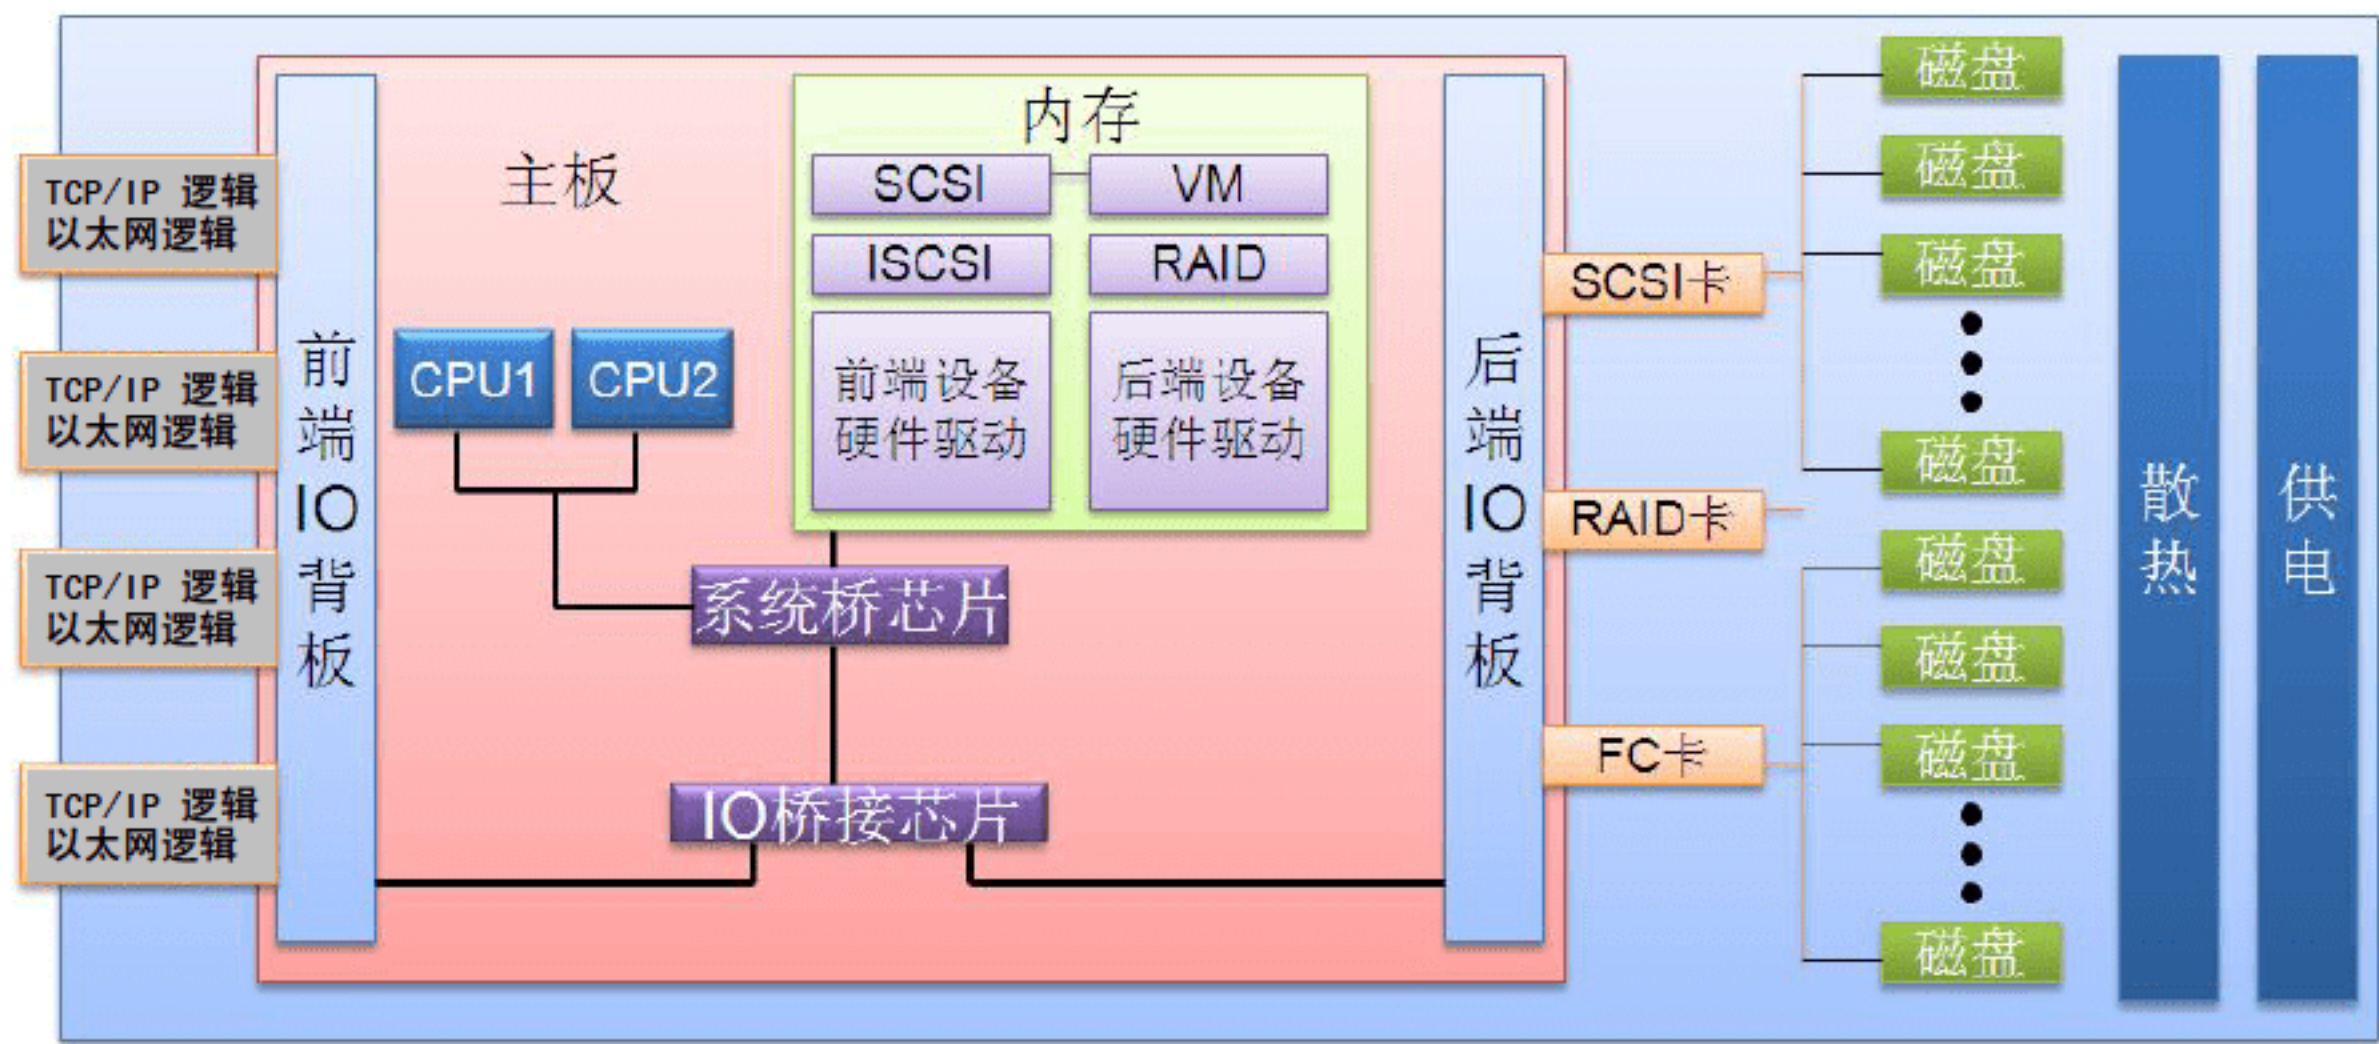 TCP/IP 逻辑
以太网逻辑
TCP/IP 逻辑
以太网逻辑
TCP/IP 逻辑
以太网逻辑
TCP/IP 逻辑
以太网逻辑
前端IO背板
主板
CPU1
CPU2
内存
SCSI
VM
ISCSI
RAID
前端设备
硬件驱动
后端设备
硬件驱动
系统桥芯片
IO桥接芯片
后端IO背板
SCSI卡
RAID卡
FC卡
磁盘
磁盘
磁盘
磁盘
磁盘
磁盘
磁盘
磁盘
散热
供电